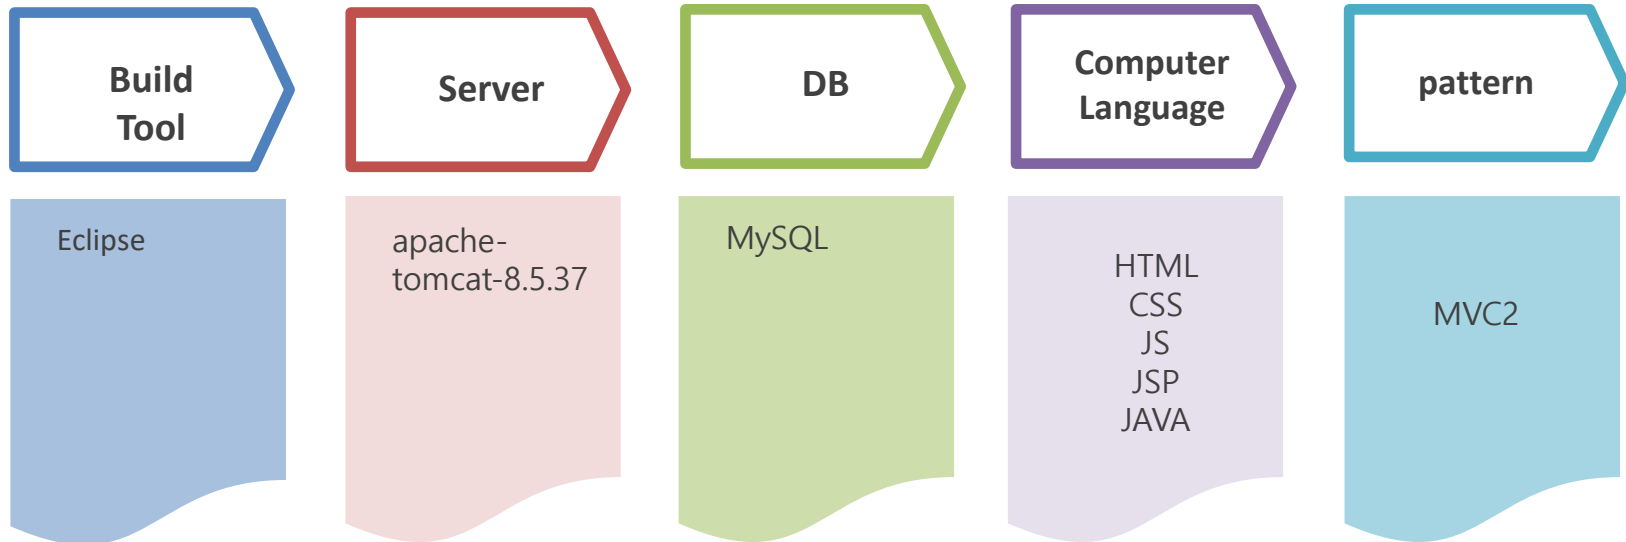 Build
Tool
Server
DB
Computer
Language
pattern
Eclipse
apache-
tomcat-8.5.37
MySQL
HTML
CSS
JS
JSP
JAVA
MVC2